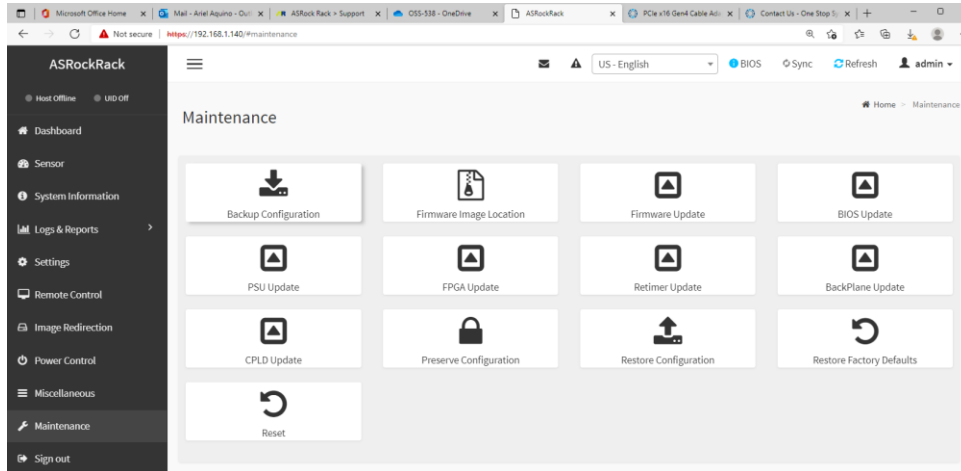 Microsoft Office Home
Mail - Ariel Aquino - Out
ASRock Rack > Support
OSS-538 - OneDrive
ASRockRack
PCIe x16 Gen4 Cable Ada
Contact Us - One Stop Sy
Not secure https://192.168.1.140/#maintenance
ASRockRack
US - English
BIOS
Sync
Refresh
admin
Host Offline
UID Off
Home > Maintenance
Maintenance
Dashboard
Sensor
System Information
Logs & Reports
Settings
Remote Control
Image Redirection
Power Control
Miscellaneous
Maintenance
Sign out
Backup Configuration
Firmware Image Location
Firmware Update
BIOS Update
PSU Update
FPGA Update
Retimer Update
BackPlane Update
CPLD Update
Preserve Configuration
Restore Configuration
Restore Factory Defaults
Reset